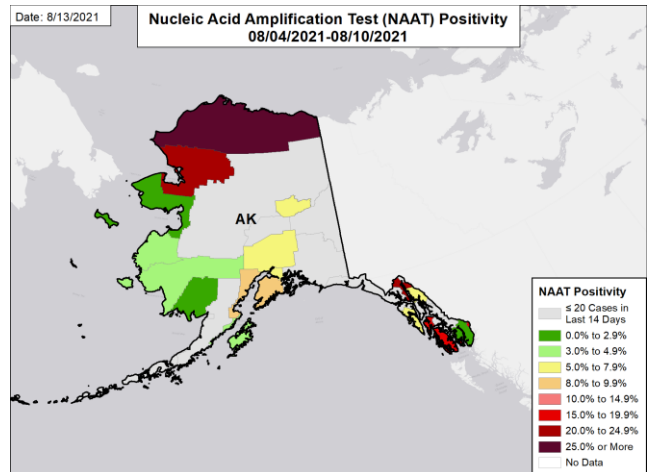 Date: 8/13/2021
Nucleic Acid Amplification Test (NAAT) Positivity
08/04/2021-08/10/2021
AK
NAAT Positivity
≤ 20 Cases in
Last 14 Days
0.0% to 2.9%
3.0% to 4.9%
5.0% to 7.9%
8.0% to 9.9%
10.0% to 14.9%
15.0% to 19.9%
20.0% to 24.9%
25.0% or More
No Data